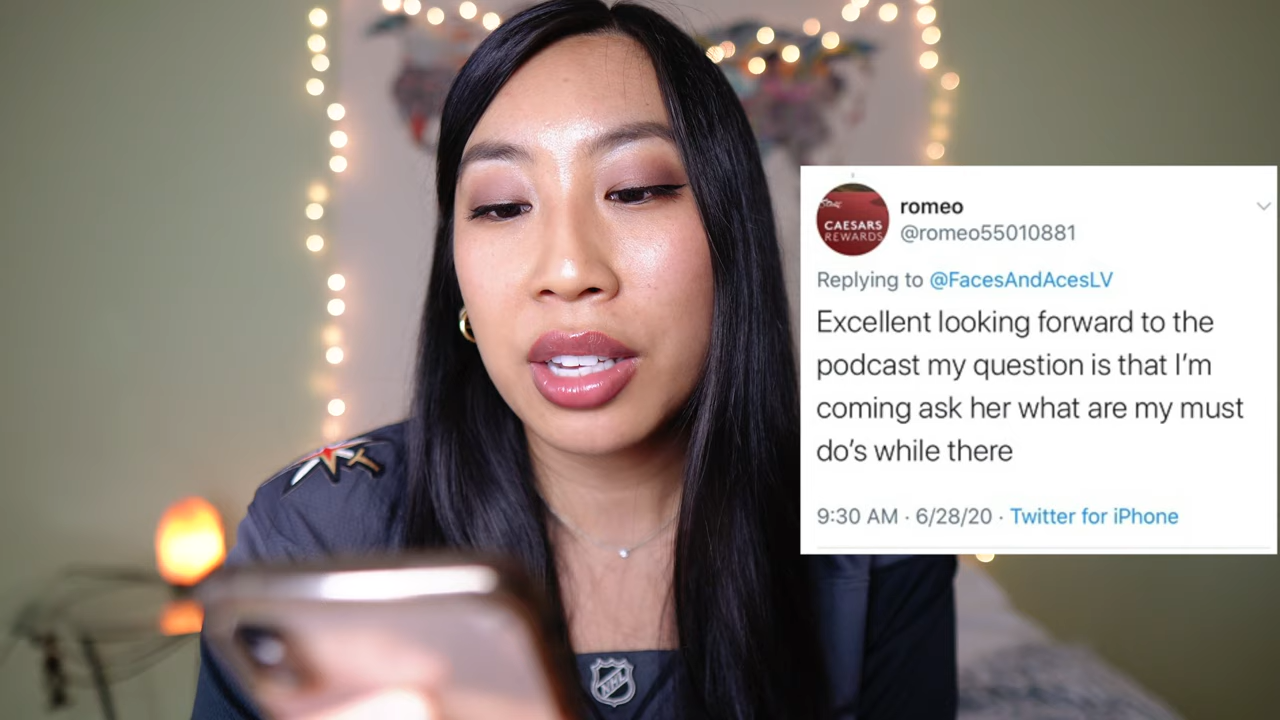 CAESARS
REWARDS
romeo
@romeo55010881
Replying to @FacesAndAcesLV
Excellent looking forward to the
podcast my question is that I’m
coming ask her what are my must
do’s while there
9:30 AM · 6/28/20 · Twitter for iPhone
NHL